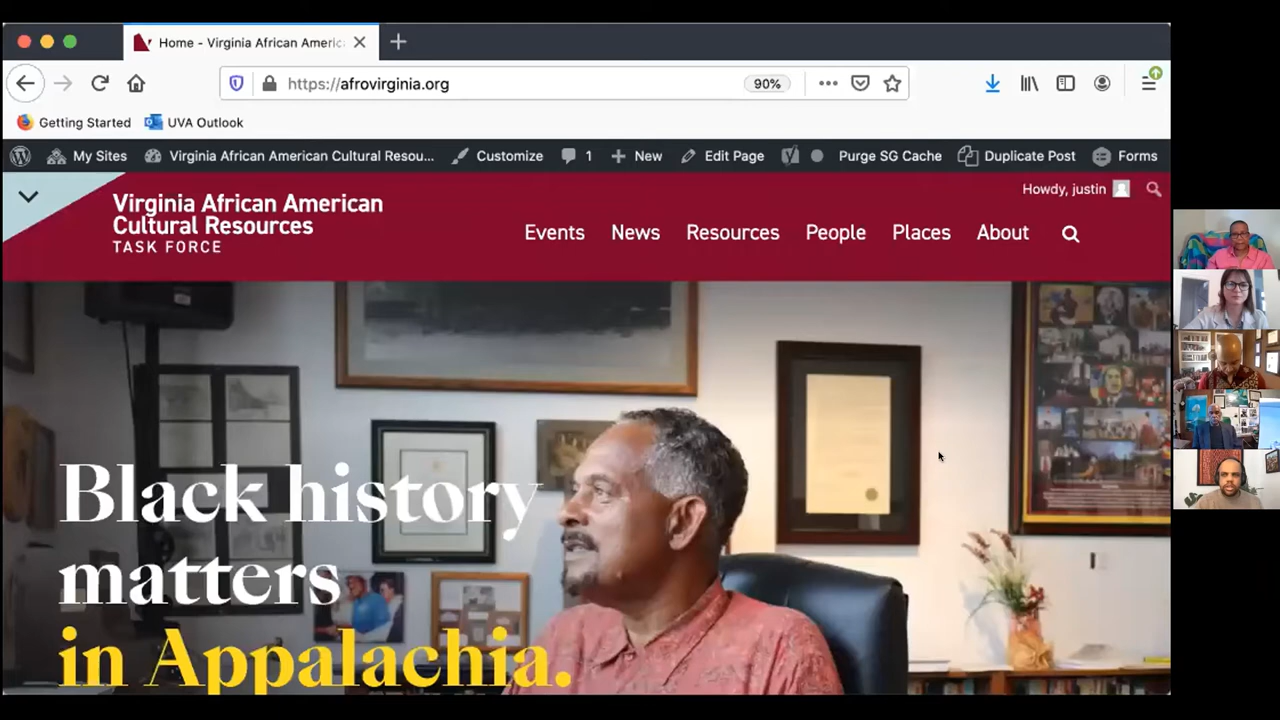 Home - Virginia African Americ
https://afrovirginia.org
90%
Getting Started
UVA Outlook
My Sites
Virginia African American Cultural Resou...
Customize
1
New
Edit Page
Purge SG Cache
Duplicate Post
Forms
Howdy, justin
Virginia African American
Cultural Resources
TASK FORCE
Events
News
Resources
People
Places
About
Black history
matters
in Appalachia.